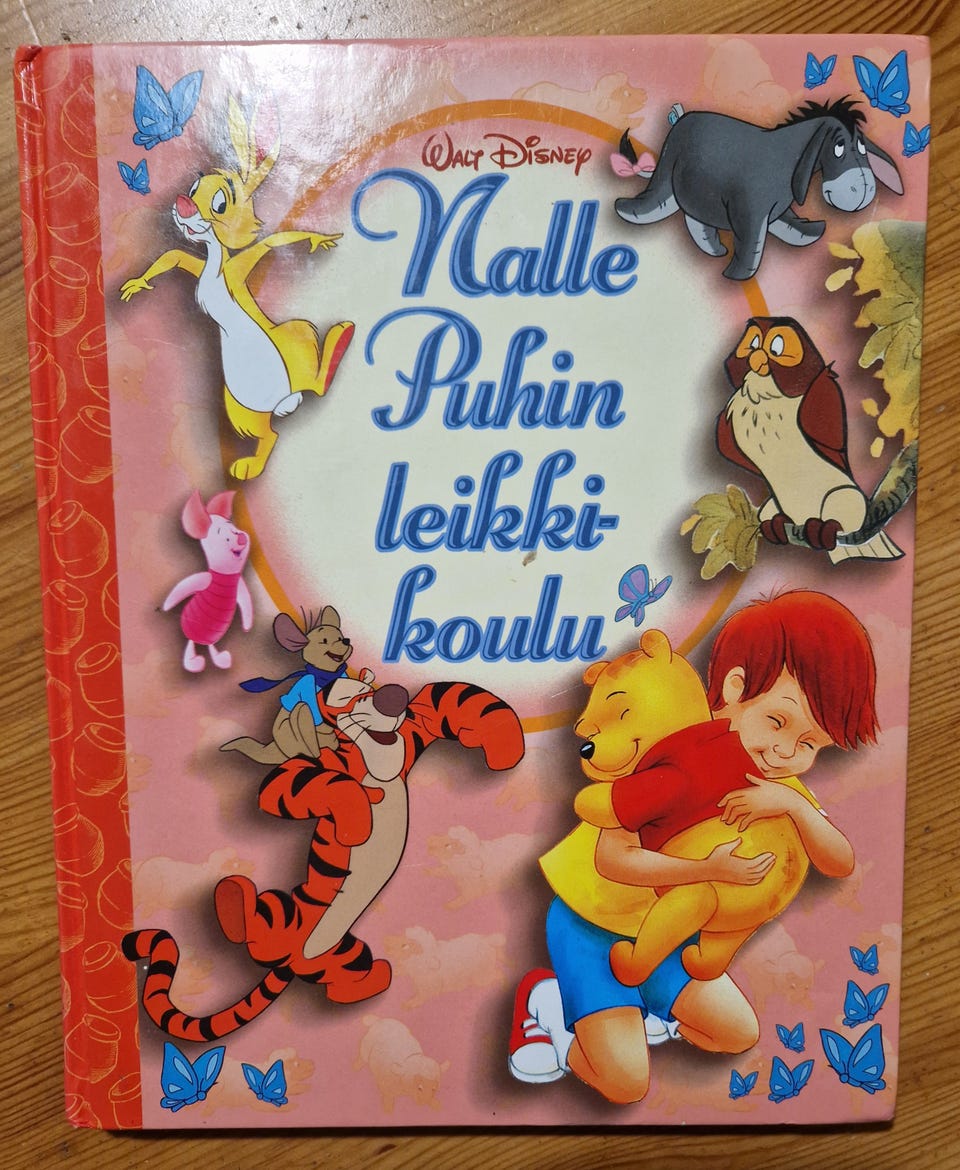 WALT DISNEY
Nalle
Puhin
leikki-
koulu